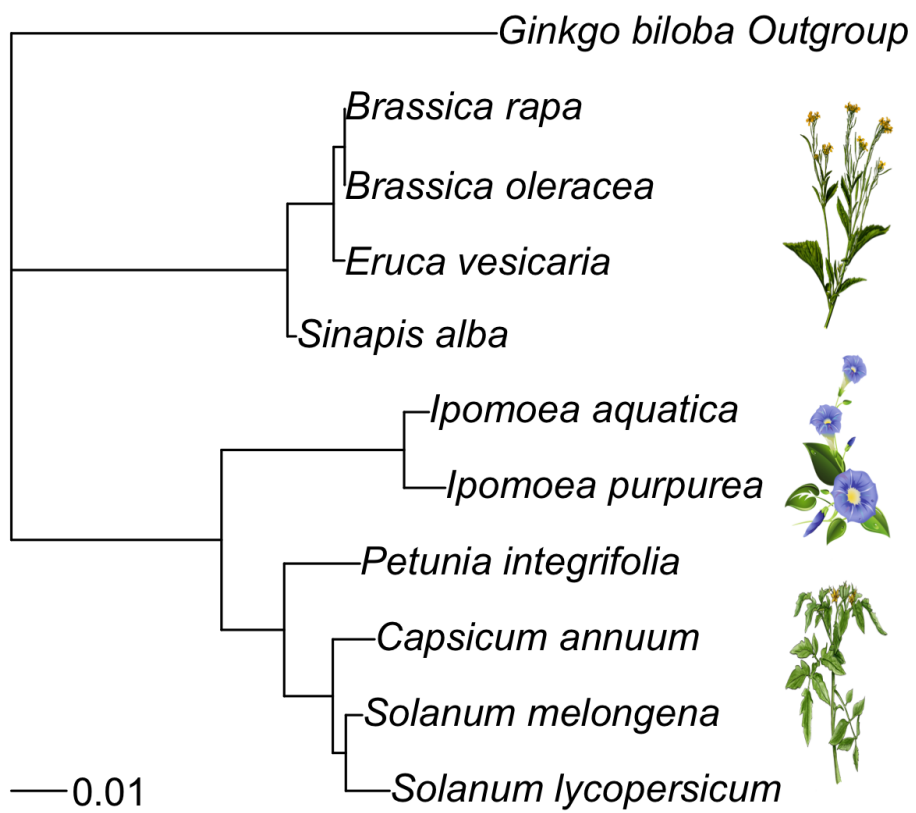 Ginkgo biloba Outgroup
Brassica rapa
Brassica oleracea
Eruca vesicaria
Sinapis alba
Ipomoea aquatica
Ipomoea purpurea
Petunia integrifolia
Capsicum annuum
Solanum melongena
Solanum lycopersicum
0.01